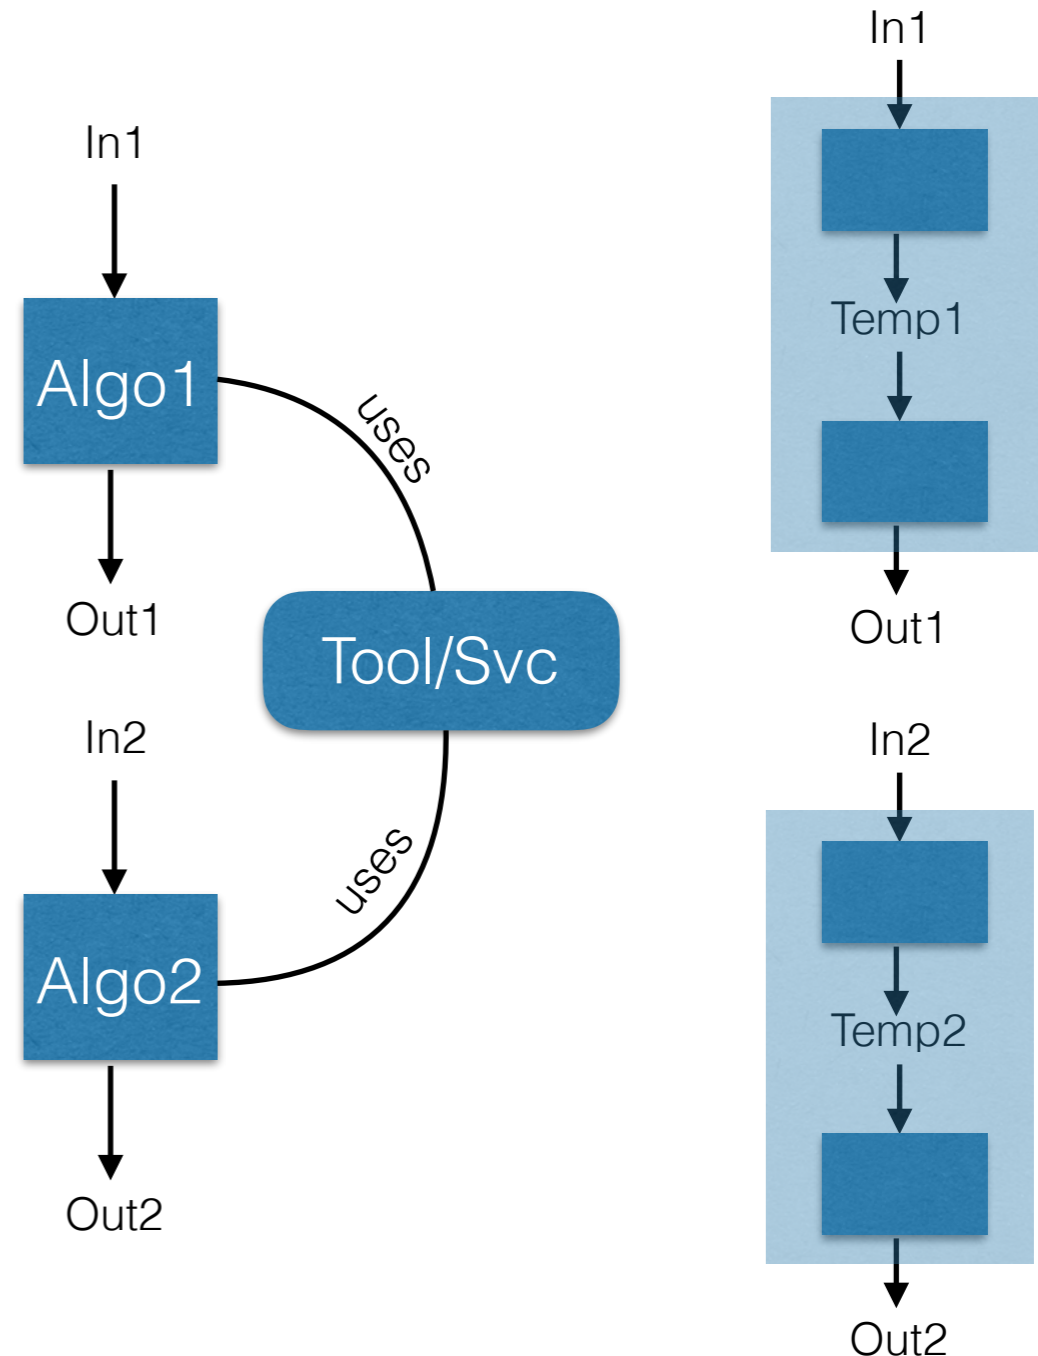 In1
Algo1
uses
Out1
Tool/Svc
In2
uses
Algo2
Out2
In1
Temp1
Out1
In2
Temp2
Out2